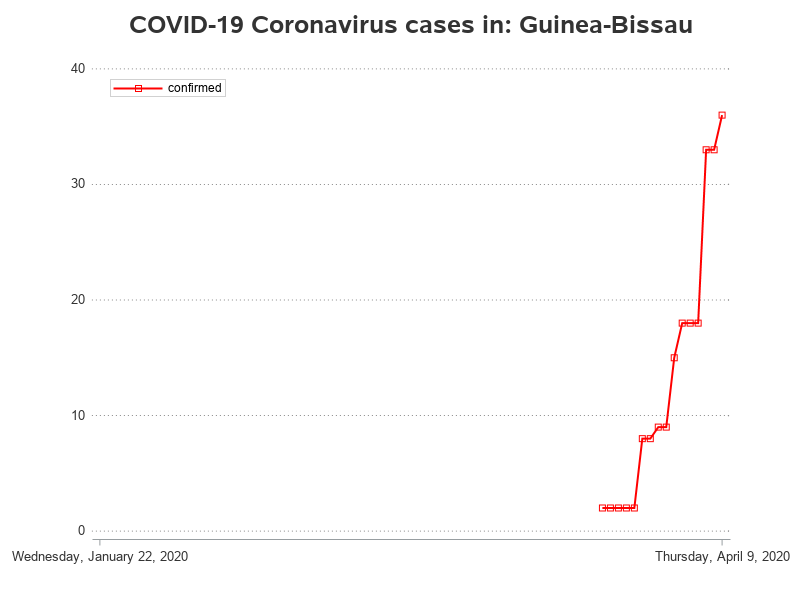 COVID-19 Coronavirus cases in: Guinea-Bissau
40
confirmed
30
20
10
0
Wednesday, January 22, 2020 Thursday, April 9, 2020